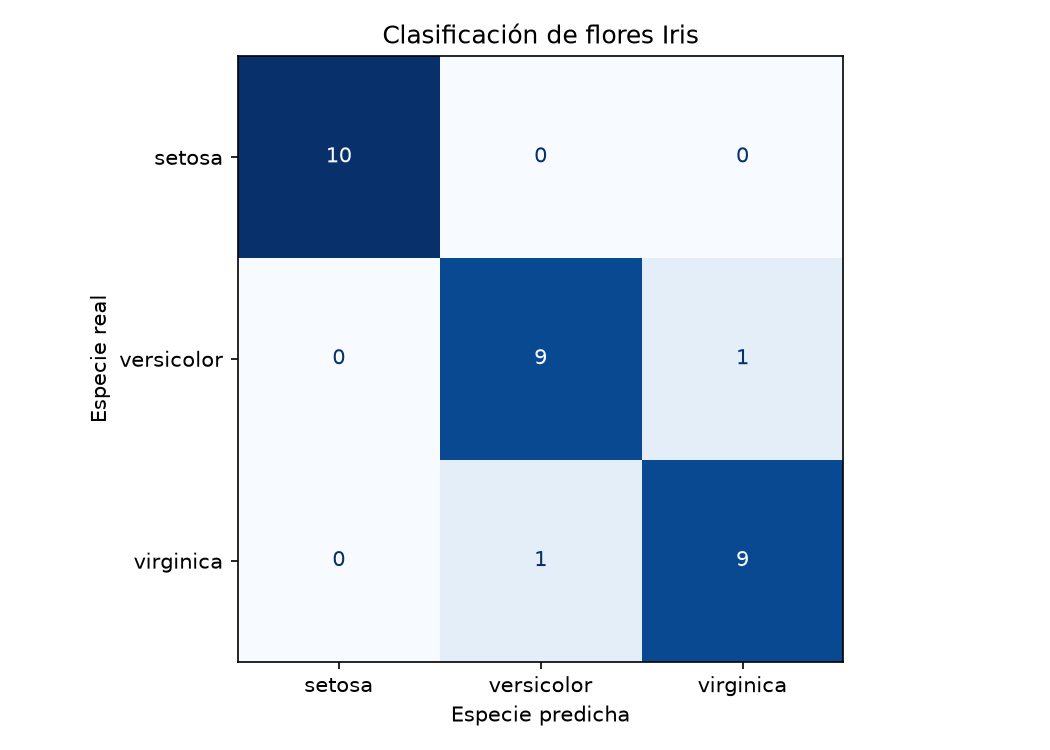 Clasificación de flores Iris
Especie real
setosa 10 0 0
versicolor 0 9 1
virginica 0 1 9
setosa versicolor virginica
Especie predicha